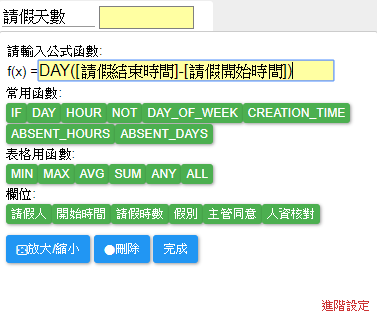 請假天數
請輸入公式函數:
f(x) =DAY([請假結束時間]-[請假開始時間])
常用函數:
IF DAY HOUR NOT DAY_OF_WEEK CREATION_TIME
ABSENT_HOURS ABSENT_DAYS
表格用函數:
MIN MAX AVG SUM ANY ALL
欄位:
請假人 開始時間 請假時數 假別 主管同意 人資核對
放大/縮小 刪除 完成
進階設定